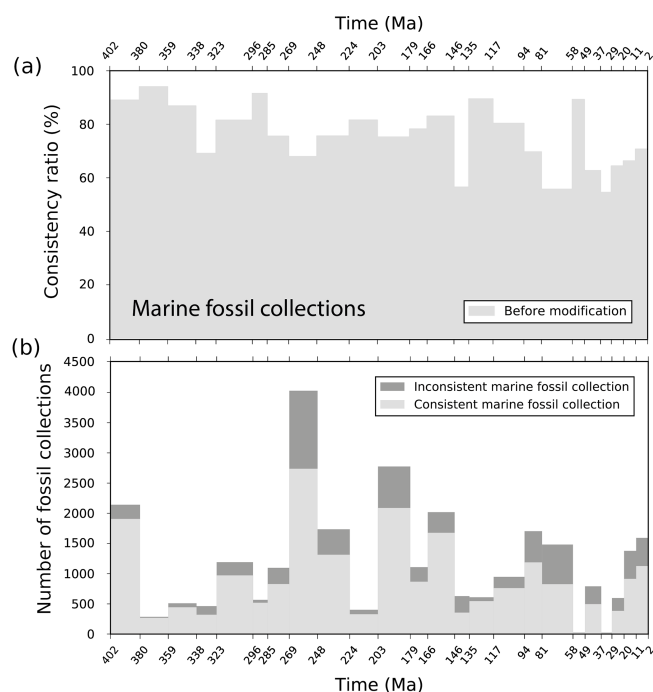 Time (Ma)
402 380 359 338 323 296 285 269 248 224 203 179 166 146 135 117 94 81 58 49 37 29 20 11 2
(a)
100
80
60
40
20
0
Consistency ratio (%)
Marine fossil collections
Before modification
(b)
4500
4000
3500
3000
2500
2000
1500
1000
500
0
Number of fossil collections
Inconsistent marine fossil collection
Consistent marine fossil collection
402 380 359 338 323 296 285 269 248 224 203 179 166 146 135 117 94 81 58 49 37 29 20 11 2
Time (Ma)